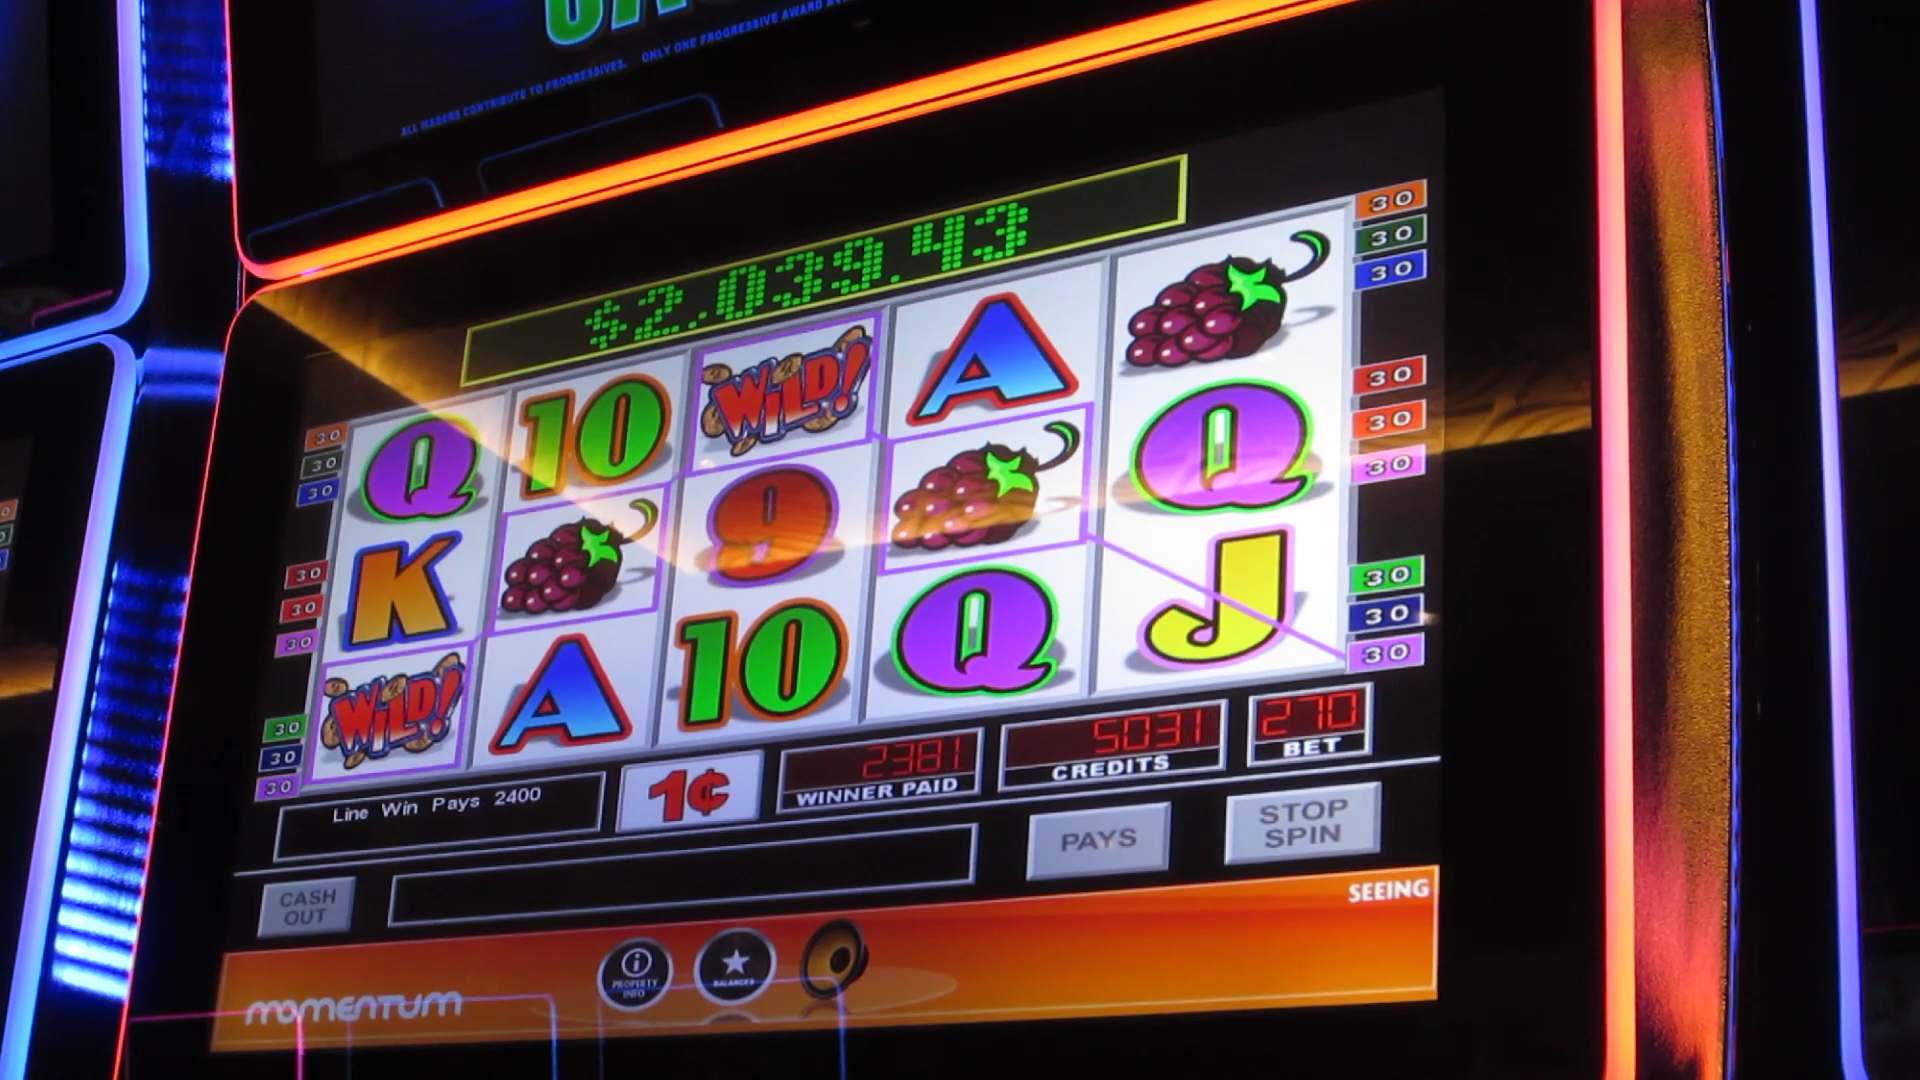 ALL WAGERS CONTRIBUTE TO PROGRESSIVES. ONLY ONE PROGRESSIVE AWARD
$2,039.43
30
30
30
30
30
30
30
30
30
Q 10 WILD! A
K 9 Q
WILD! A 10 Q J
30
30
30
30
30
30
30
30
30
Line Win Pays 2400
1¢
2381
WINNER PAID
5031
CREDITS
270
BET
CASH
OUT
PAYS
STOP
SPIN
SEEING
momentum
PROPERTY
INFO
BALANCES